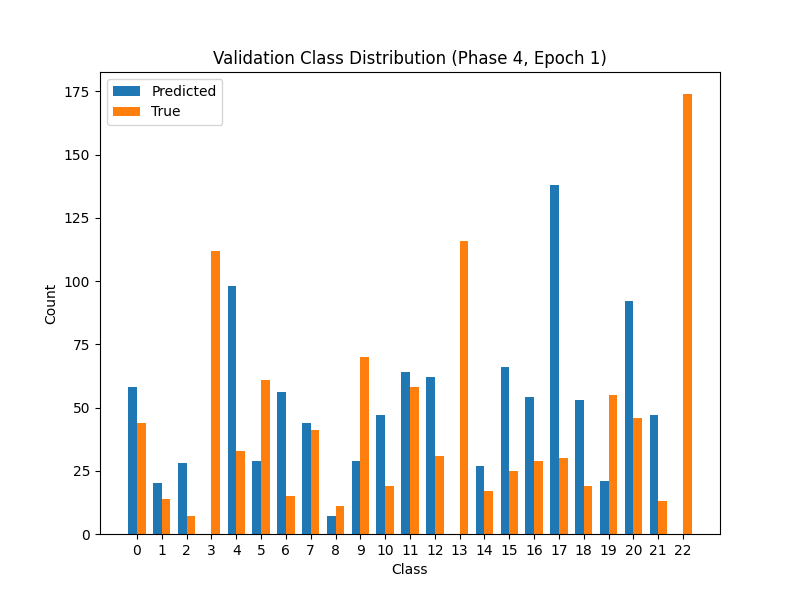 Validation Class Distribution (Phase 4, Epoch 1)
Predicted
True
175
150
125
100
75
50
25
0
Count
0 1 2 3 4 5 6 7 8 9 10 11 12 13 14 15 16 17 18 19 20 21 22
Class